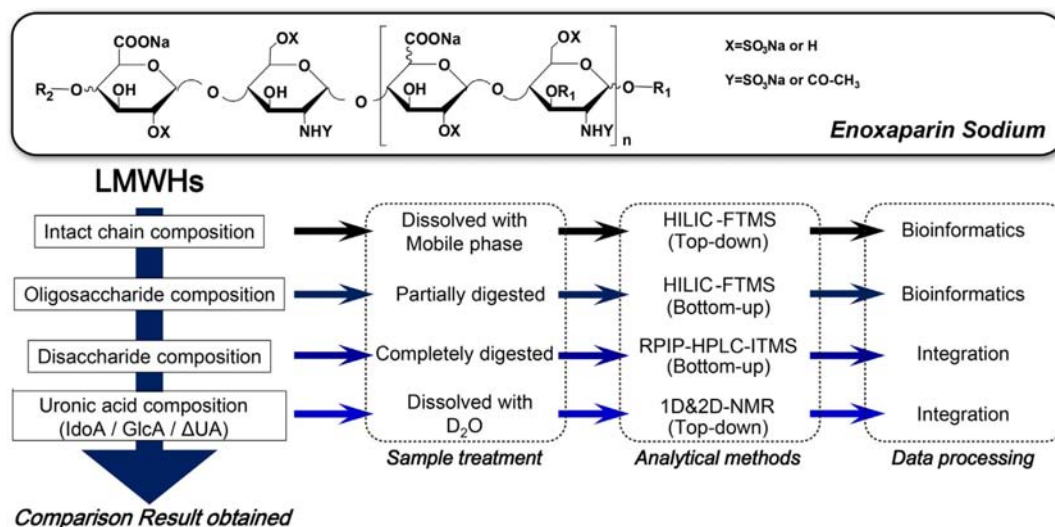 COONa
OX
COONa
OX
X=SO3Na or H
Y=SO3Na or CO-CH3
R2
O
O
OH
O
O
OH
O
O
OH
O
O
OR1
O
O
R1
OX
NHY
OX
NHY
n
Enoxaparin Sodium
LMWHs
Intact chain composition
Dissolved with
Mobile phase
HILIC-FTMS
(Top-down)
Bioinformatics
Oligosaccharide composition
Partially digested
HILIC-FTMS
(Bottom-up)
Bioinformatics
Disaccharide composition
Completely digested
RPIP-HPLC-ITMS
(Bottom-up)
Integration
Uronic acid composition
(IdoA / GlcA / ΔUA)
Dissolved with
D2O
1D&2D-NMR
(Top-down)
Integration
Sample treatment
Analytical methods
Data processing
Comparison Result obtained